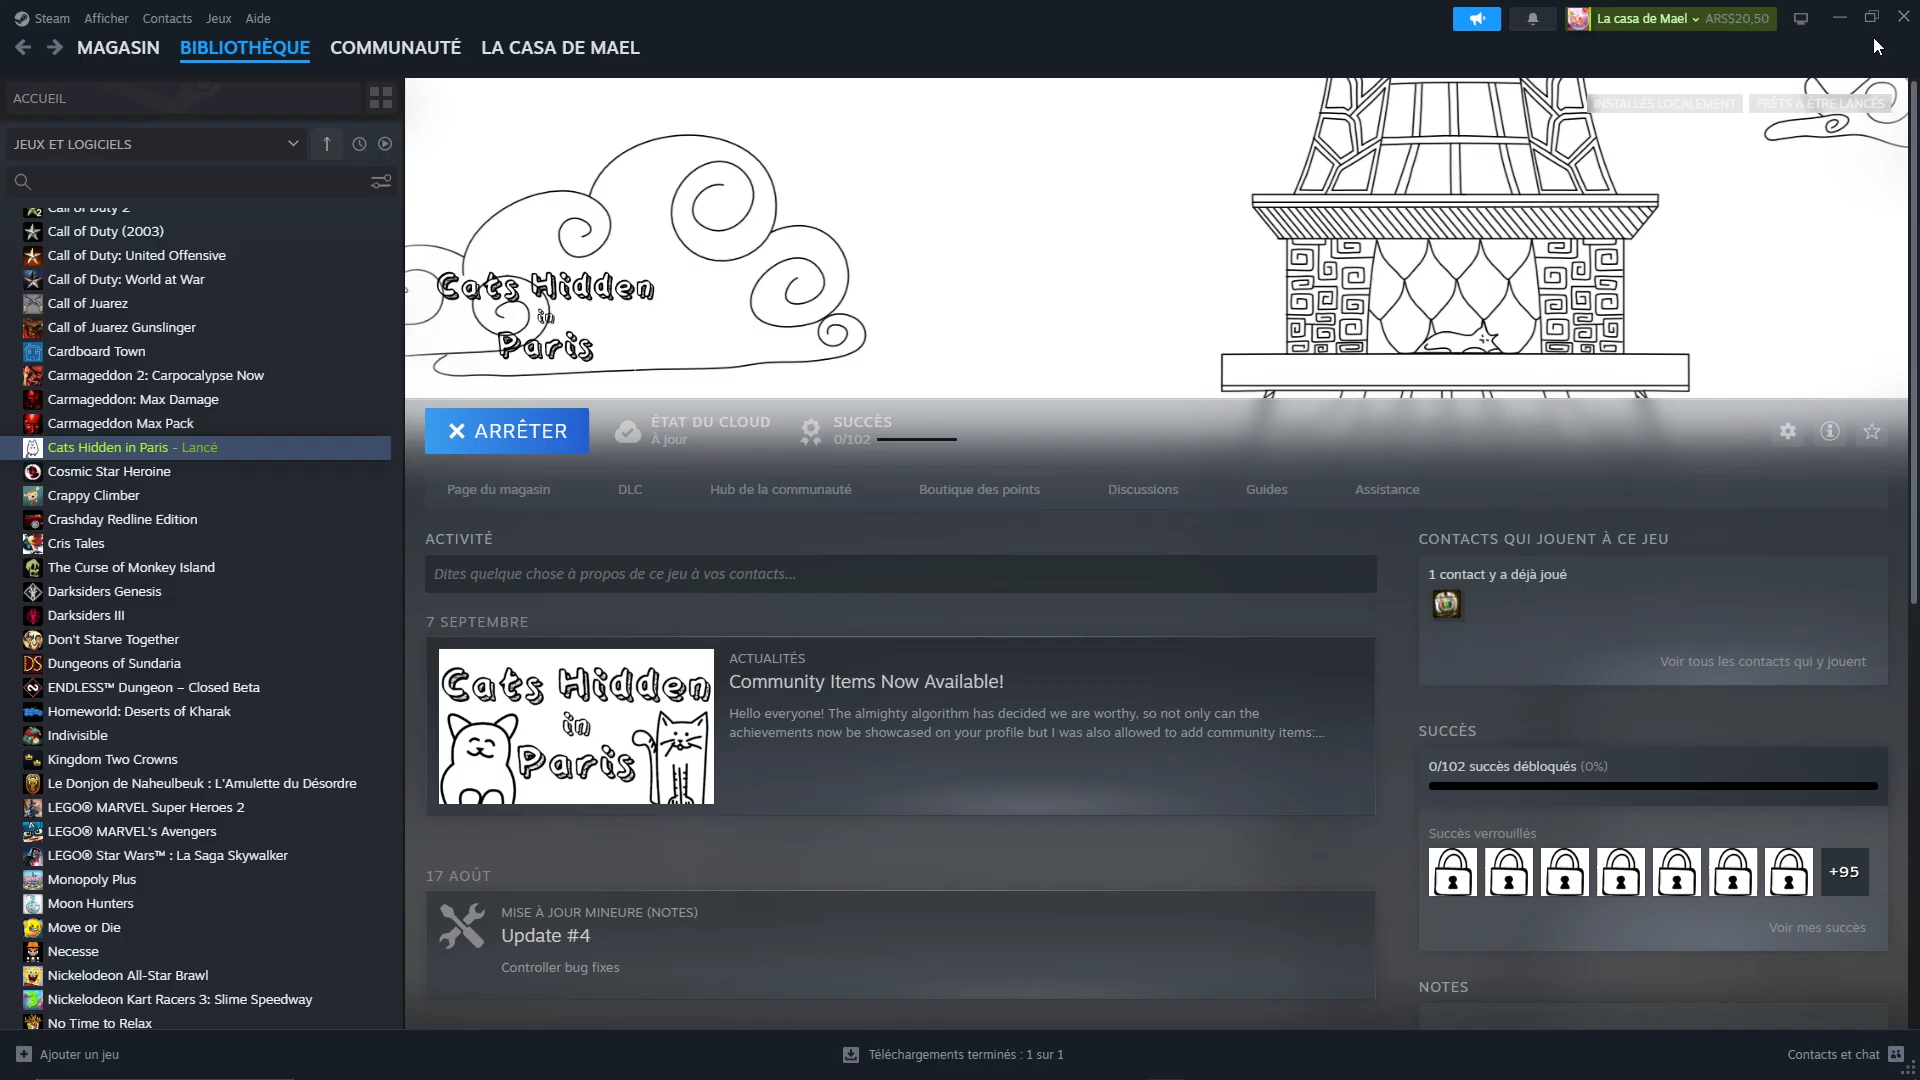 Steam Afficher Contacts Jeux Aide
La casa de Mael ARS$20,50
MAGASIN BIBLIOTHÈQUE COMMUNAUTÉ LA CASA DE MAEL
ACCUEIL
JEUX ET LOGICIELS
Call of Duty 2
Call of Duty (2003)
Call of Duty: United Offensive
Call of Duty: World at War
Call of Juarez
Call of Juarez Gunslinger
Cardboard Town
Carmageddon 2: Carpocalypse Now
Carmageddon: Max Damage
Carmageddon Max Pack
Cats Hidden in Paris - Lancé
Cosmic Star Heroine
Crappy Climber
Crashday Redline Edition
Cris Tales
The Curse of Monkey Island
Darksiders Genesis
Darksiders III
Don't Starve Together
Dungeons of Sundaria
ENDLESS™ Dungeon – Closed Beta
Homeworld: Deserts of Kharak
Indivisible
Kingdom Two Crowns
Le Donjon de Naheulbeuk : L'Amulette du Désordre
LEGO® MARVEL Super Heroes 2
LEGO® MARVEL's Avengers
LEGO® Star Wars™ : La Saga Skywalker
Monopoly Plus
Moon Hunters
Move or Die
Necesse
Nickelodeon All-Star Brawl
Nickelodeon Kart Racers 3: Slime Speedway
No Time to Relax
INSTALLÉS LOCALEMENT PRÊTS À ÊTRE LANCÉS
Cats Hidden
in
Paris
ARRÊTER
ÉTAT DU CLOUD
À jour
SUCCÈS
0/102
Page du magasin DLC Hub de la communauté Boutique des points Discussions Guides Assistance
ACTIVITÉ
Dites quelque chose à propos de ce jeu à vos contacts...
7 SEPTEMBRE
Cats Hidden
in
Paris
ACTUALITÉS
Community Items Now Available!
Hello everyone! The almighty algorithm has decided we are worthy, so not only can the
achievements now be showcased on your profile but I was also allowed to add community items:...
17 AOÛT
MISE À JOUR MINEURE (NOTES)
Update #4
Controller bug fixes
CONTACTS QUI JOUENT À CE JEU
1 contact y a déjà joué
Voir tous les contacts qui y jouent
SUCCÈS
0/102 succès débloqués (0%)
Succès verrouillés
+95
Voir mes succès
NOTES
Ajouter un jeu
Téléchargements terminés : 1 sur 1
Contacts et chat